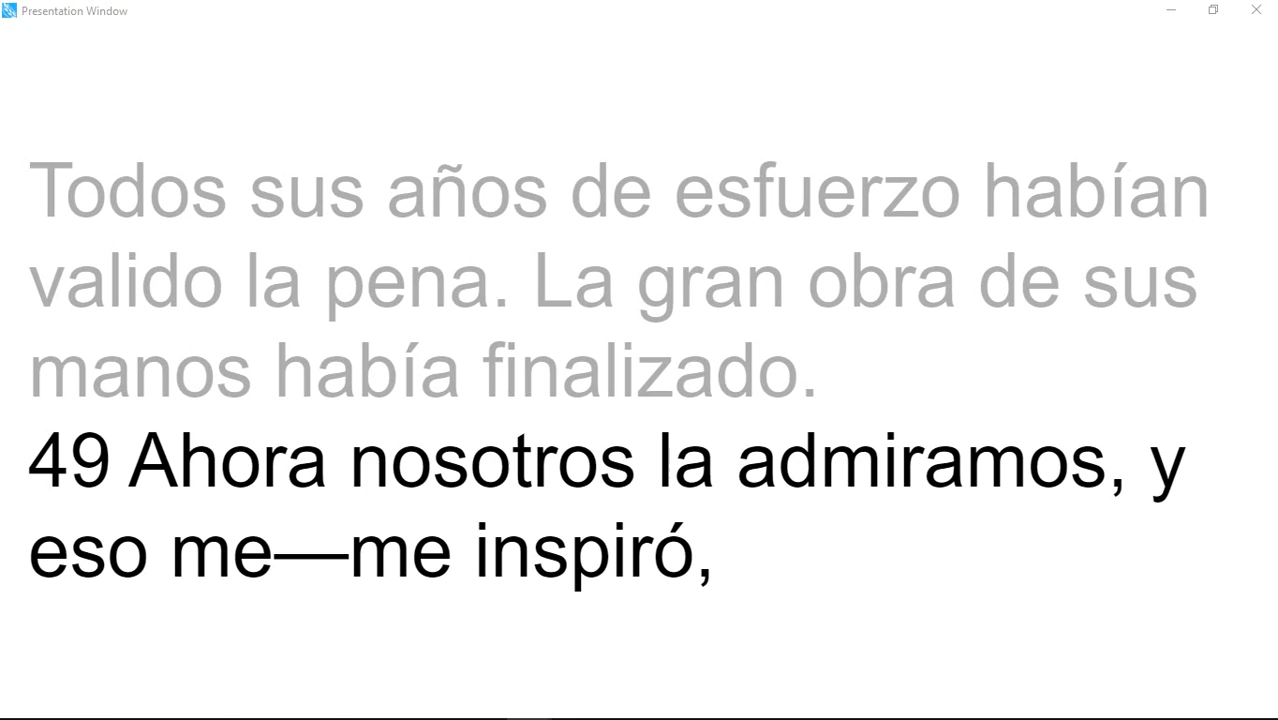 Presentation Window
Todos sus años de esfuerzo habían
valido la pena. La gran obra de sus
manos había finalizado.
49 Ahora nosotros la admiramos, y
eso me—me inspiró,